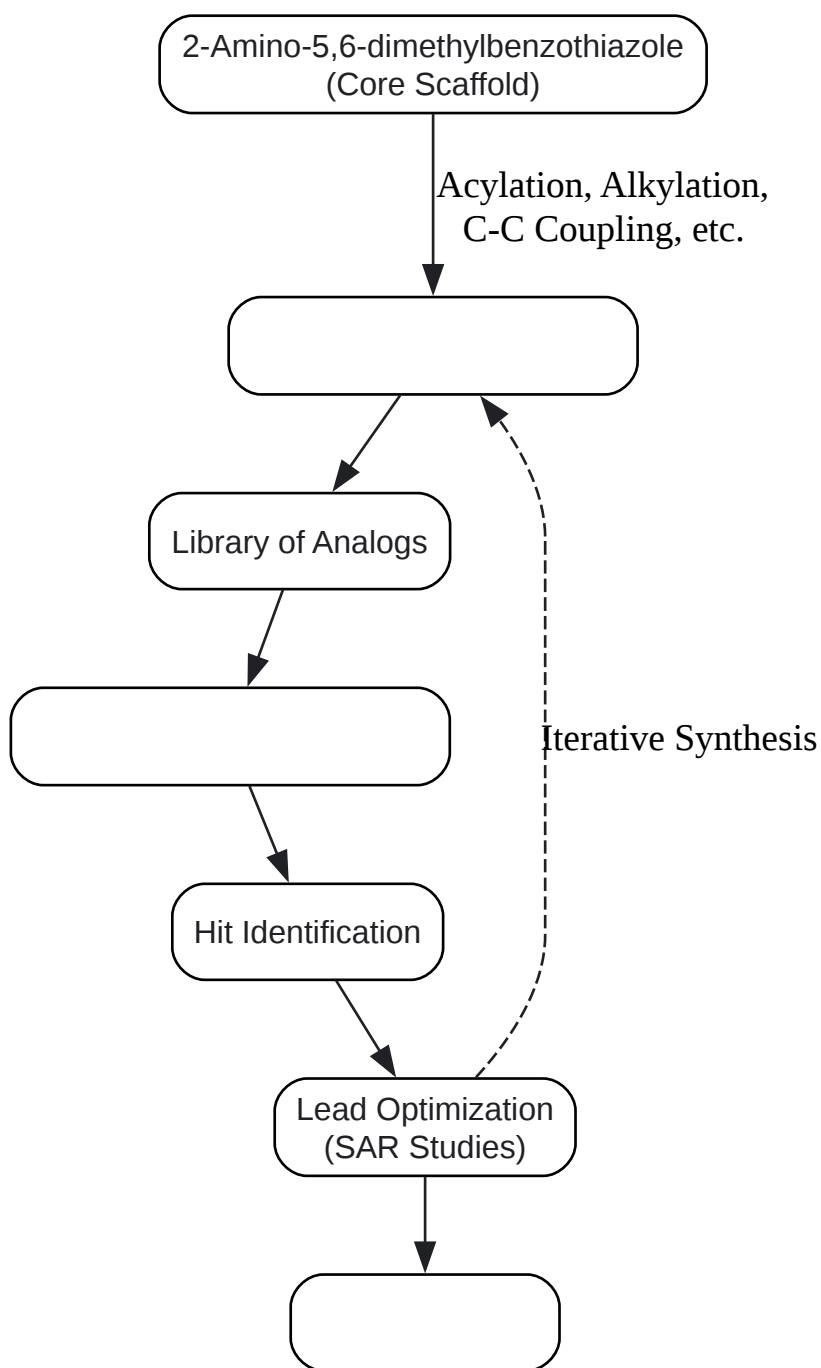 2-Amino-5,6-dimethylbenzothiazole
(Core Scaffold)
Acylation, Alkylation,
C-C Coupling, etc.
Library of Analogs
Iterative Synthesis
Hit Identification
Lead Optimization
(SAR Studies)